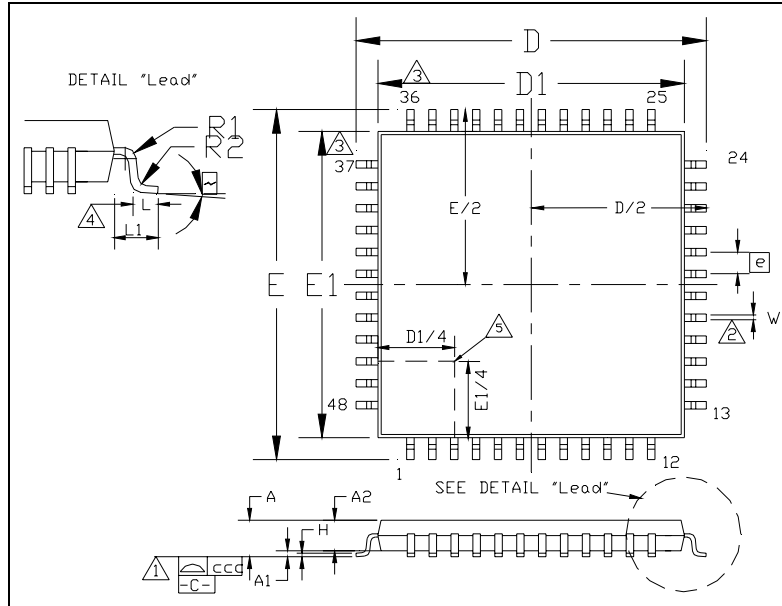 D
DETAIL "Lead"
3
D1
36
25
R1
R2
3
37
24
4
L
L1
E/2
D/2
E
E1
e
W
2
D1/4
5
E1/4
48
13
1
12
SEE DETAIL "Lead"
A
A2
H
1
ccc
-C-
A1